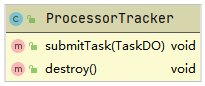 C ProcessorTracker
m submitTask(TaskDO) void
m destroy() void